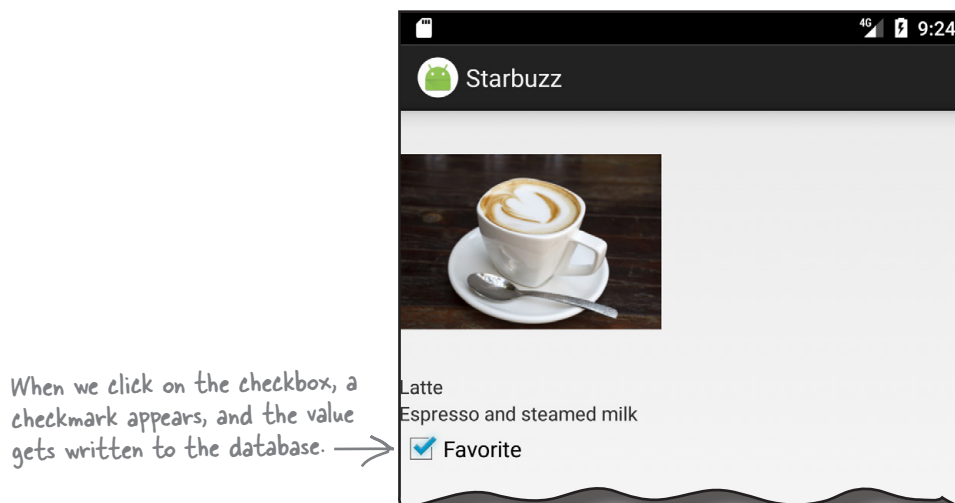 4G 9:24
Starbuzz
Latte
Espresso and steamed milk
Favorite
When we click on the checkbox, a
checkmark appears, and the value
gets written to the database.